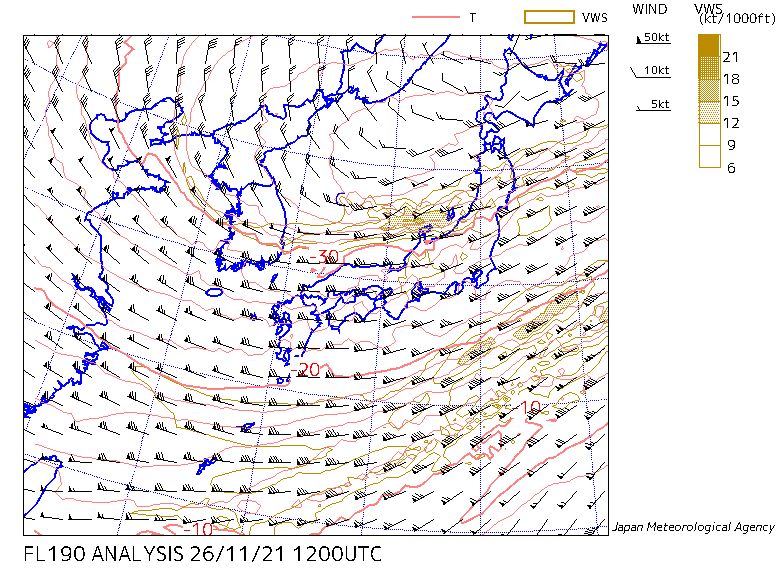 T
VWS
WIND
50kt
10kt
5kt
VWS
(kt/1000ft)
21
18
15
12
9
6
-30
-20
-10
-10
Japan Meteorological Agency
FL190 ANALYSIS 26/11/21 1200UTC